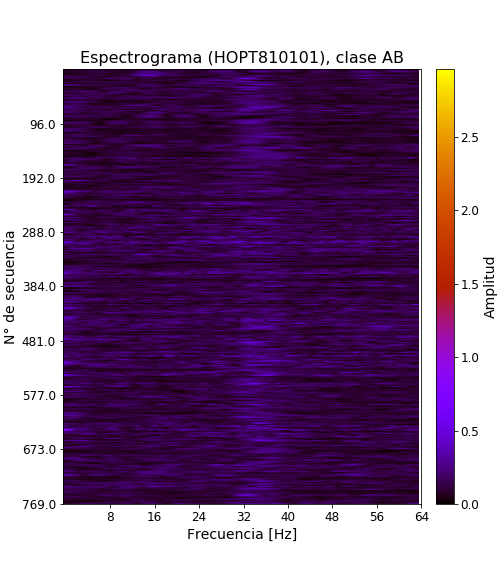 Espectrograma (HOPT810101), clase AB
96.0
192.0
288.0
384.0
481.0
577.0
673.0
769.0
N° de secuencia
8 16 24 32 40 48 56 64
Frecuencia [Hz]
2.5
2.0
1.5
1.0
0.5
0.0
Amplitud